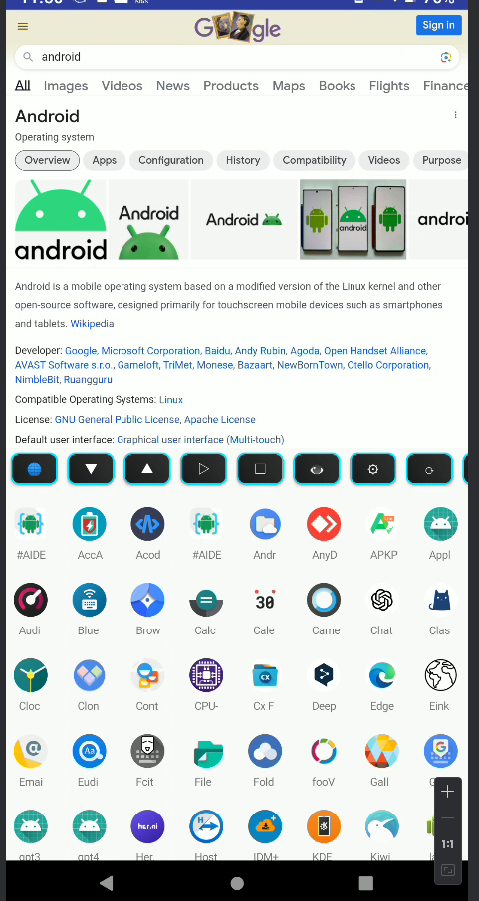 Google
Sign in
android
All Images Videos News Products Maps Books Flights Finance
Android
Operating system
Overview Apps Configuration History Compatibility Videos Purpose
android Android Android android
Android is a mobile operating system based on a modified version of the Linux kernel and other
open-source software, designed primarily for touchscreen mobile devices such as smartphones
and tablets. Wikipedia
Developer: Google, Microsoft Corporation, Baidu, Andy Rubin, Agoda, Open Handset Alliance,
AVAST Software s.r.o., Gameloft, TriMet, Monese, Bazaart, NewBornTown, Ctello Corporation,
NimbleBit, Ruangguru
Compatible Operating Systems: Linux
License: GNU General Public License, Apache License
Default user interface: Graphical user interface (Multi-touch)
#AIDE AccA Acod #AIDE Andr AnyD APKP Appl
30
Audi Blue Brow Calc Cale Came Chat Clas
CX
Cloc Clon Cont CPU- Cx F Deep Edge Eink
@ Aa G
Emai Eudi Fcit File Fold fooV Gall
her.ni H K
1:1
gpt3 gpt4 Her. Host IDM+ KDE Kiwi